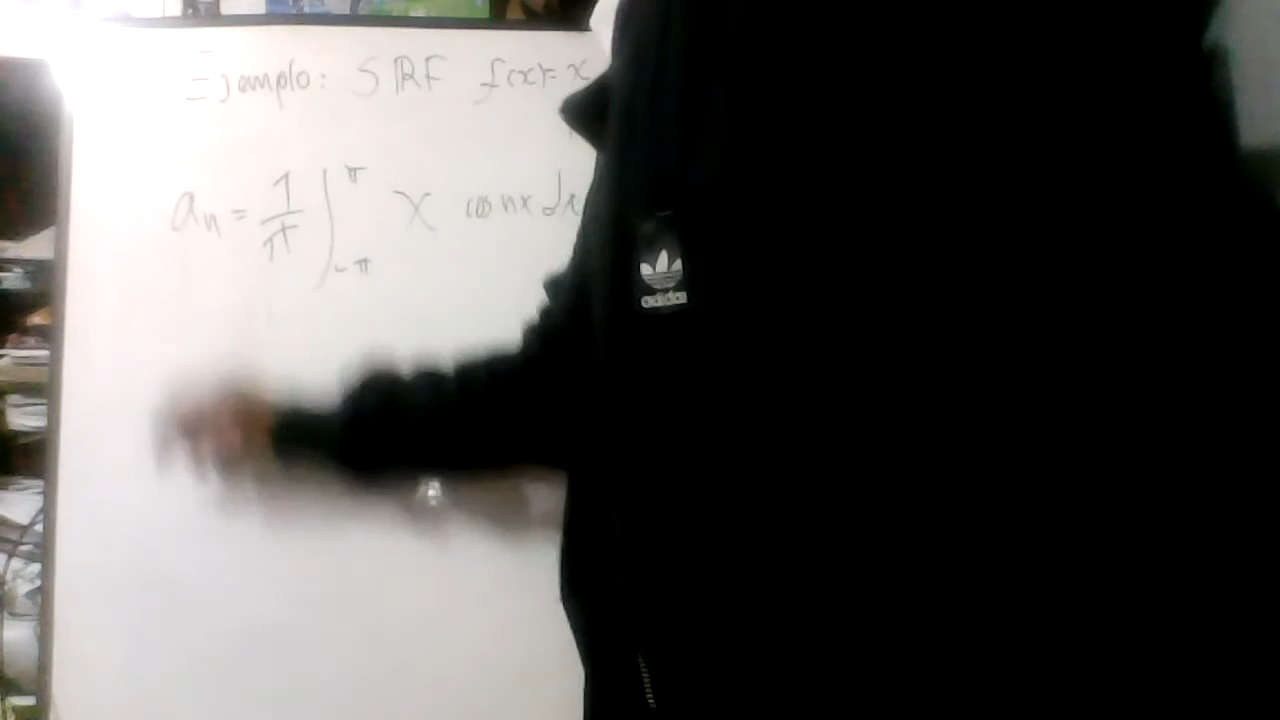 Ejemplo: SRF f(x)= x
aₙ = 1/π ∫_{-π}^{π} x cos nx dx
adidas